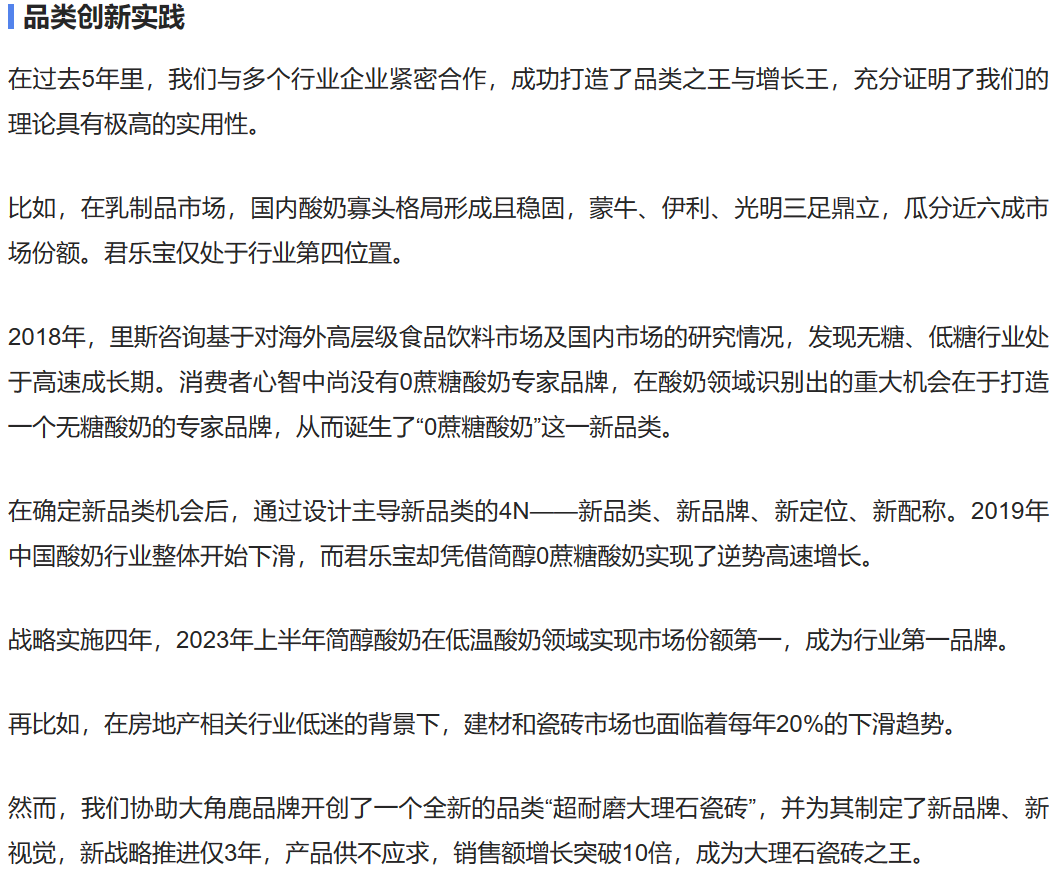 品类创新实践
在过去5年里，我们与多个行业企业紧密合作，成功打造了品类之王与增长王，充分证明了我们的
理论具有极高的实用性。
比如，在乳制品市场，国内酸奶寡头格局形成且稳固，蒙牛、伊利、光明三足鼎立，瓜分近六成市
场份额。君乐宝仅处于行业第四位置。
2018年，里斯咨询基于对海外高层级食品饮料市场及国内市场的研究情况，发现无糖、低糖行业处
于高速成长期。消费者心智中尚没有0蔗糖酸奶专家品牌，在酸奶领域识别出的重大机会在于打造
一个无糖酸奶的专家品牌，从而诞生了“0蔗糖酸奶”这一新品类。
在确定新品类机会后，通过设计主导新品类的4N——新品类、新品牌、新定位、新配称。2019年
中国酸奶行业整体开始下滑，而君乐宝却凭借简醇0蔗糖酸奶实现了逆势高速增长。
战略实施四年，2023年上半年简醇酸奶在低温酸奶领域实现市场份额第一，成为行业第一品牌。
再比如，在房地产相关行业低迷的背景下，建材和瓷砖市场也面临着每年20%的下滑趋势。
然而，我们协助大角鹿品牌开创了一个全新的品类“超耐磨大理石瓷砖”，并为其制定了新品牌、新
视觉，新战略推进仅3年，产品供不应求，销售额增长突破10倍，成为大理石瓷砖之王。